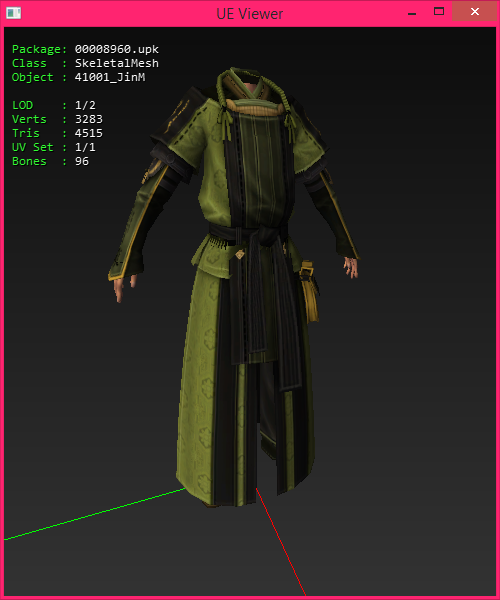 UE Viewer
Package: 00008960.upk
Class : SkeletalMesh
Object : 41001_JinM
LOD : 1/2
Verts : 3283
Tris : 4515
UV Set : 1/1
Bones : 96